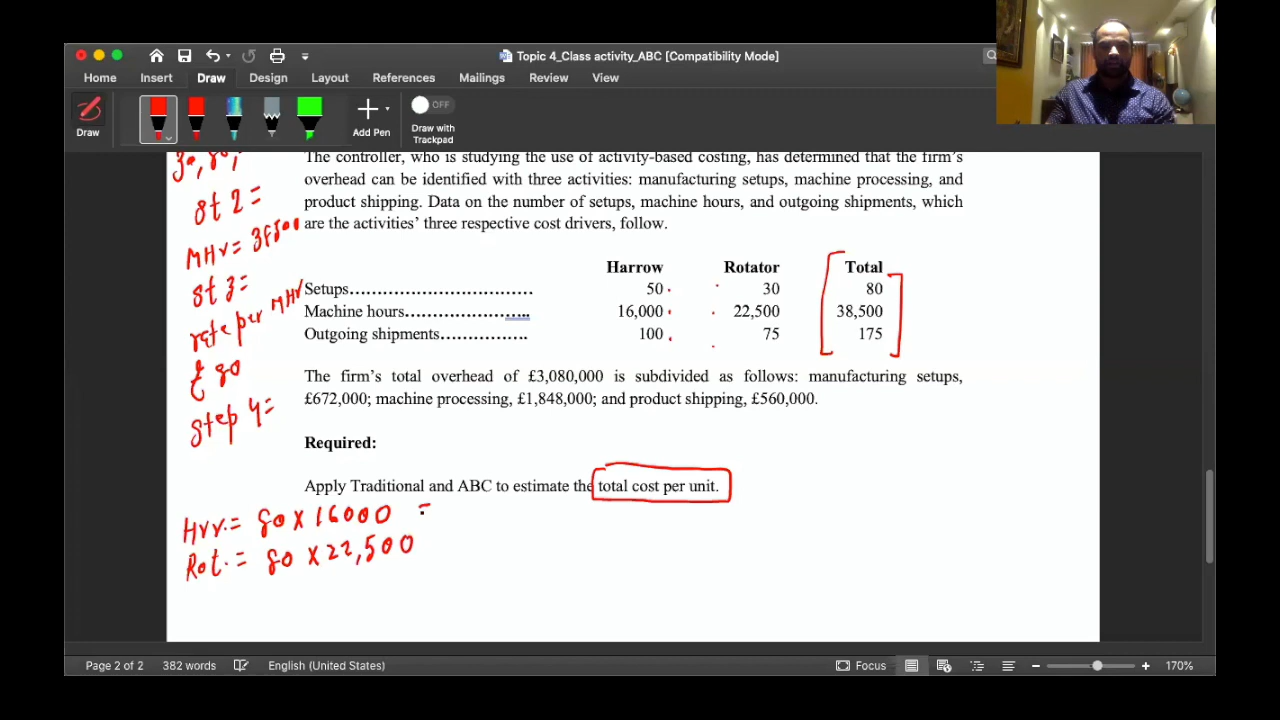 Topic 4_Class activity_ABC [Compatibility Mode]
Home Insert Draw Design Layout References Mailings Review View
Draw
Add Pen
OFF
Draw with
Trackpad
The controller, who is studying the use of activity-based costing, has determined that the firm's
overhead can be identified with three activities: manufacturing setups, machine processing, and
product shipping. Data on the number of setups, machine hours, and outgoing shipments, which
are the activities' three respective cost drivers, follow.
Harrow Rotator Total
Setups…………………………… 50 30 80
Machine hours………………….. 16,000 22,500 38,500
Outgoing shipments……………. 100 75 175
The firm's total overhead of £3,080,000 is subdivided as follows: manufacturing setups,
£672,000; machine processing, £1,848,000; and product shipping, £560,000.
Required:
Apply Traditional and ABC to estimate the total cost per unit.
30,80,
st 2 =
MHr = 38500
st 3 =
rate per MHr
£ 80
Step 4 =
Hrr. = 80 X 16000 =
Rot. = 80 X 22,500
Page 2 of 2 382 words English (United States) Focus 170%